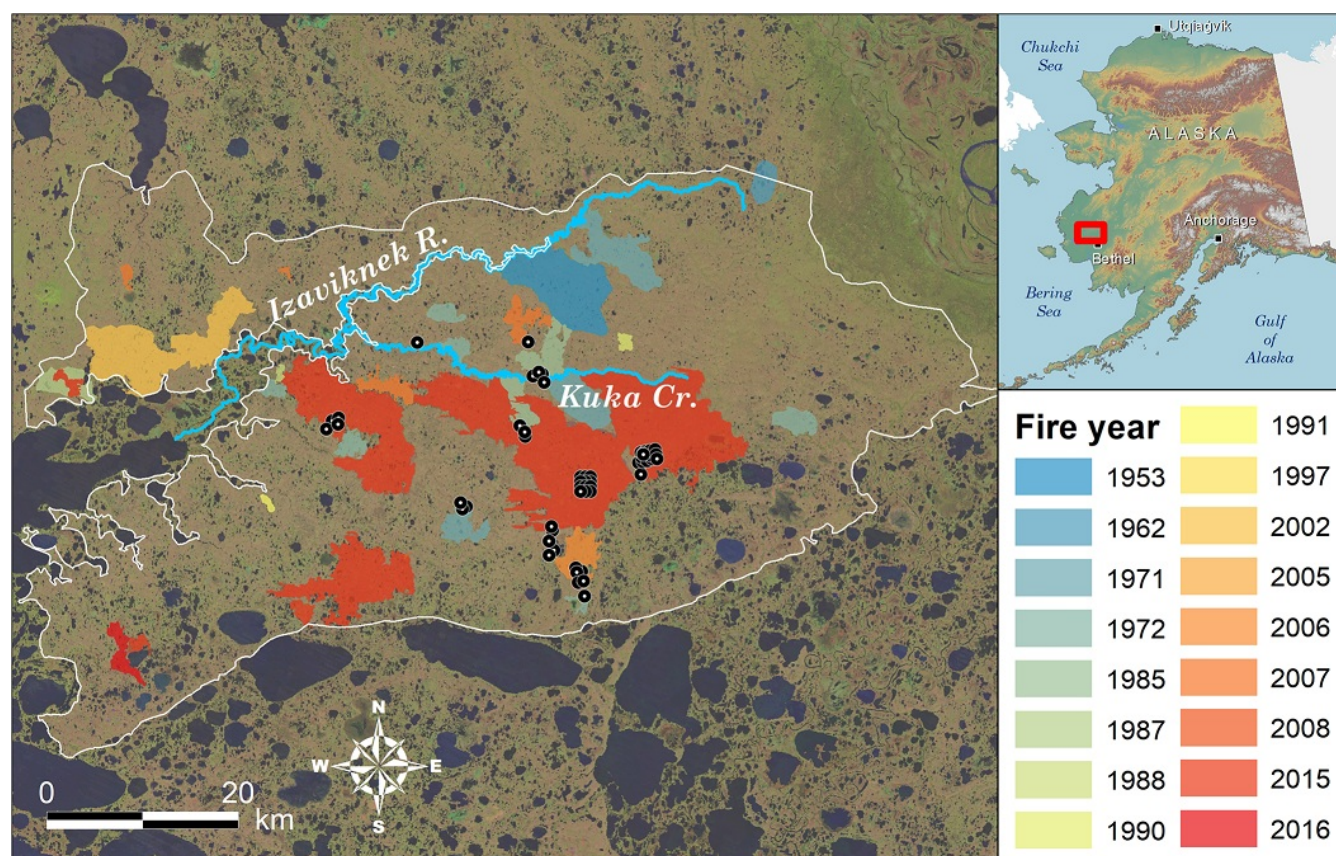 Izaviknek R.
Kuka Cr.
N
W E
S
0 20
km
Utqiaġvik
Chukchi
Sea
ALASKA
Anchorage
Bethel
Bering
Sea
Gulf
of
Alaska
Fire year
1953
1962
1971
1972
1985
1987
1988
1990
1991
1997
2002
2005
2006
2007
2008
2015
2016